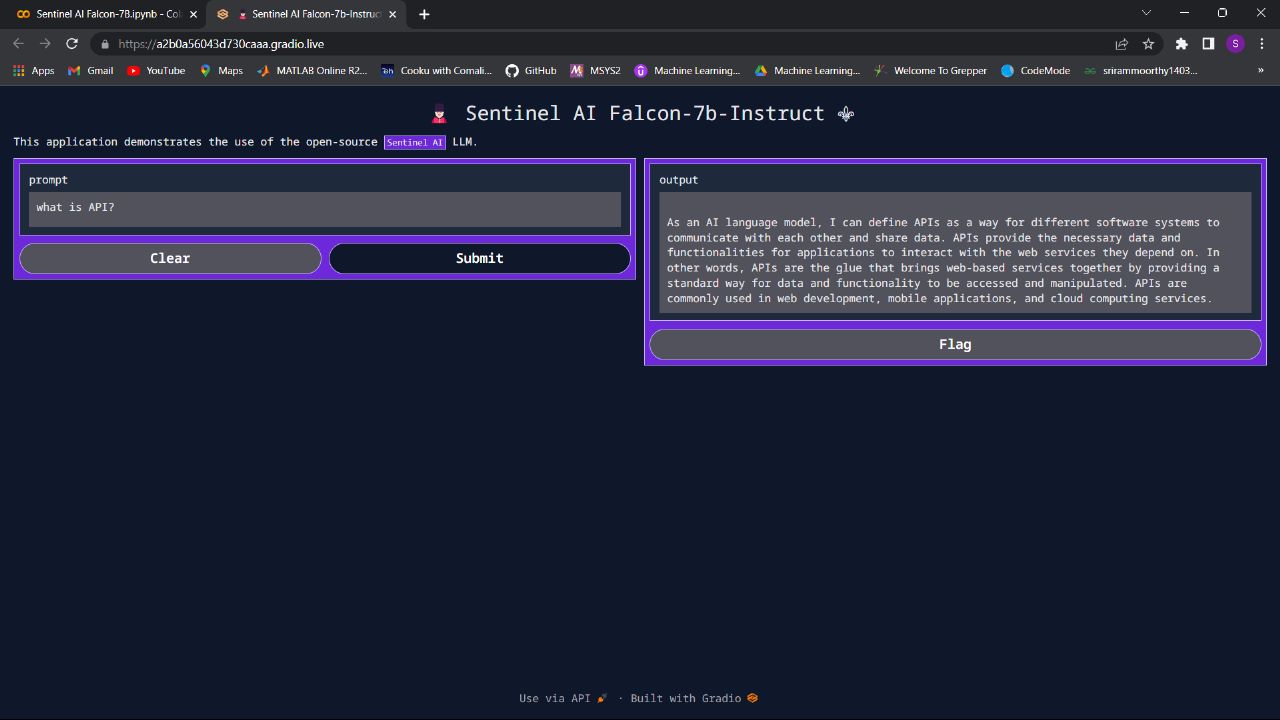 Sentinel AI Falcon-7B.ipynb - Col
Sentinel AI Falcon-7b-Instruct
https://a2b0a56043d730caaa.gradio.live
S
Apps
Gmail
YouTube
Maps
MATLAB Online R2...
Cooku with Comali...
GitHub
MSYS2
Machine Learning...
Machine Learning...
Welcome To Grepper
CodeMode
srirammoorthy1403...
»
Sentinel AI Falcon-7b-Instruct
This application demonstrates the use of the open-source Sentinel AI LLM.
prompt
what is API?
Clear
Submit
output
As an AI language model, I can define APIs as a way for different software systems to
communicate with each other and share data. APIs provide the necessary data and
functionalities for applications to interact with the web services they depend on. In
other words, APIs are the glue that brings web-based services together by providing a
standard way for data and functionality to be accessed and manipulated. APIs are
commonly used in web development, mobile applications, and cloud computing services.
Flag
Use via API · Built with Gradio